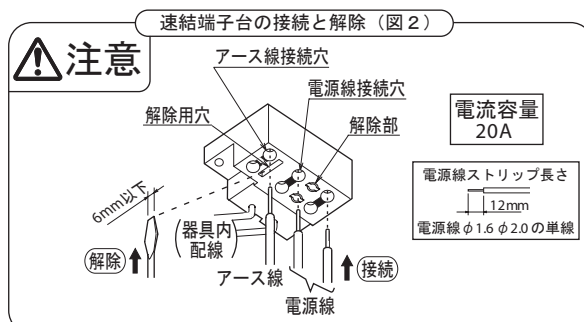 速結端子台の接続と解除（図２）
注意
アース線接続穴
電源線接続穴
解除用穴
解除部
電流容量
20A
電源線ストリップ長さ
12mm
電源線φ1.6 φ2.0の単線
6mm以下
器具内
配線
解除
アース線
接続
電源線